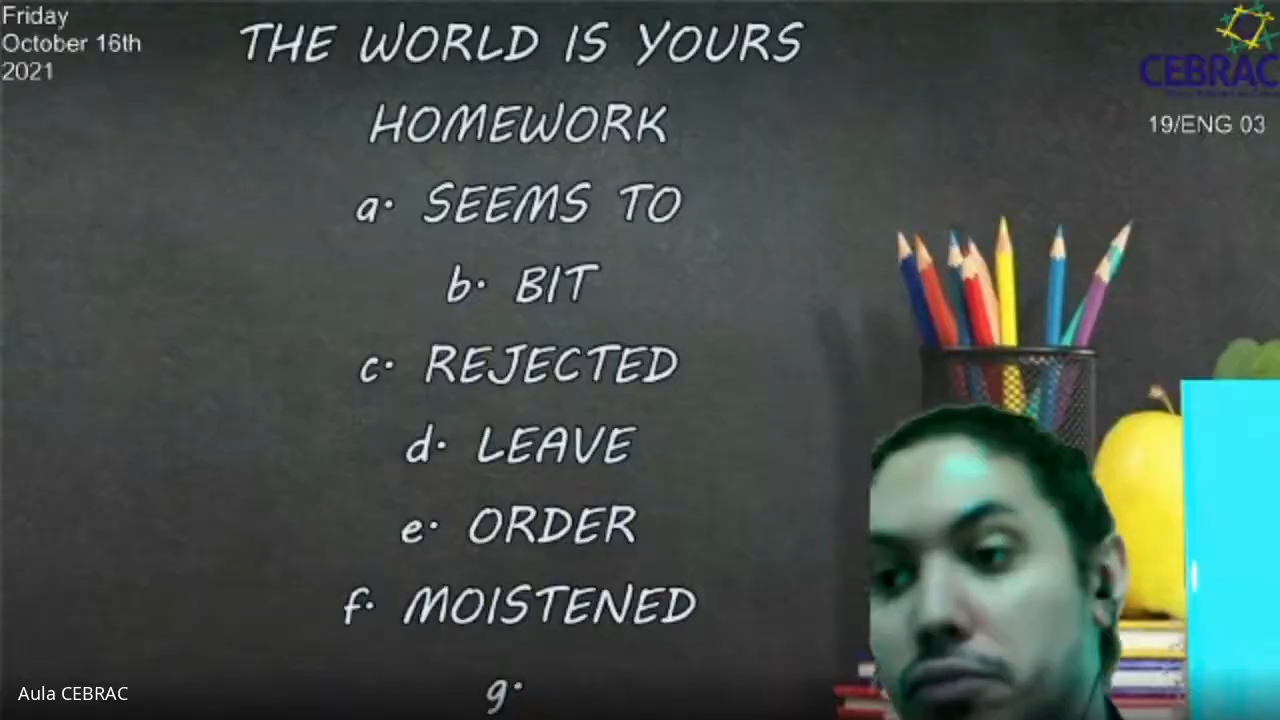 Friday
October 16th
2021
THE WORLD IS YOURS
HOMEWORK
a. SEEMS TO
b. BIT
c. REJECTED
d. LEAVE
e. ORDER
f. MOISTENED
g.
CEBRAC
19/ENG 03
Aula CEBRAC